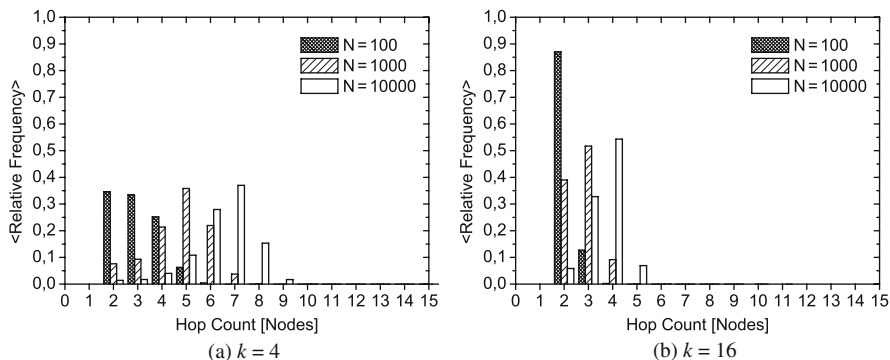 1,0
0,9
0,8
0,7
0,6
0,5
0,4
0,3
0,2
0,1
0,0
<Relative Frequency>
N = 100
N = 1000
N = 10000
0 1 2 3 4 5 6 7 8 9 10 11 12 13 14 15
Hop Count [Nodes]
(a) k = 4
1,0
0,9
0,8
0,7
0,6
0,5
0,4
0,3
0,2
0,1
0,0
<Relative Frequency>
N = 100
N = 1000
N = 10000
0 1 2 3 4 5 6 7 8 9 10 11 12 13 14 15
Hop Count [Nodes]
(b) k = 16